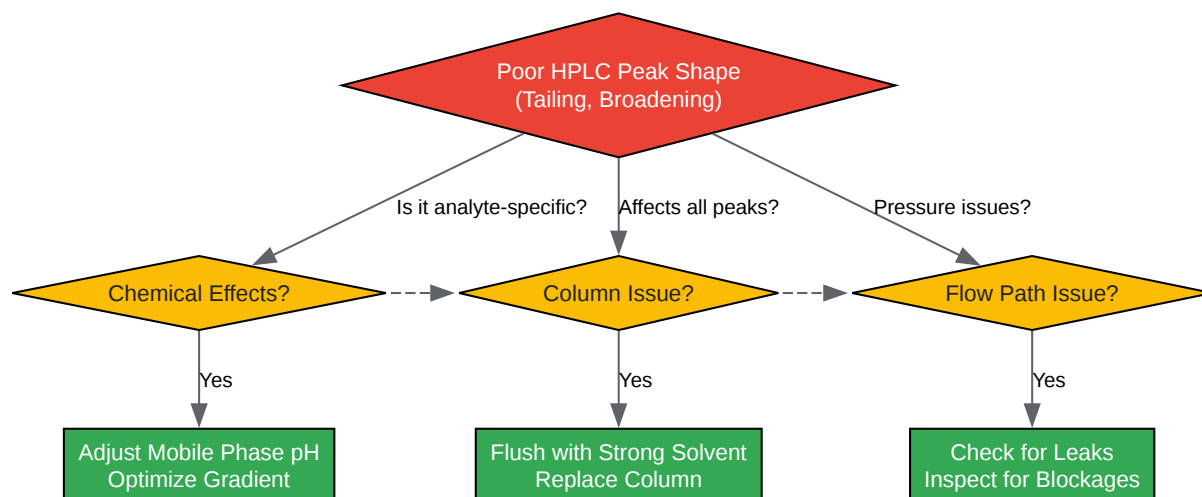 Poor HPLC Peak Shape
(Tailing, Broadening)
Is it analyte-specific?
Affects all peaks?
Pressure issues?
Chemical Effects?
Column Issue?
Flow Path Issue?
Yes
Yes
Yes
Adjust Mobile Phase pH
Optimize Gradient
Flush with Strong Solvent
Replace Column
Check for Leaks
Inspect for Blockages